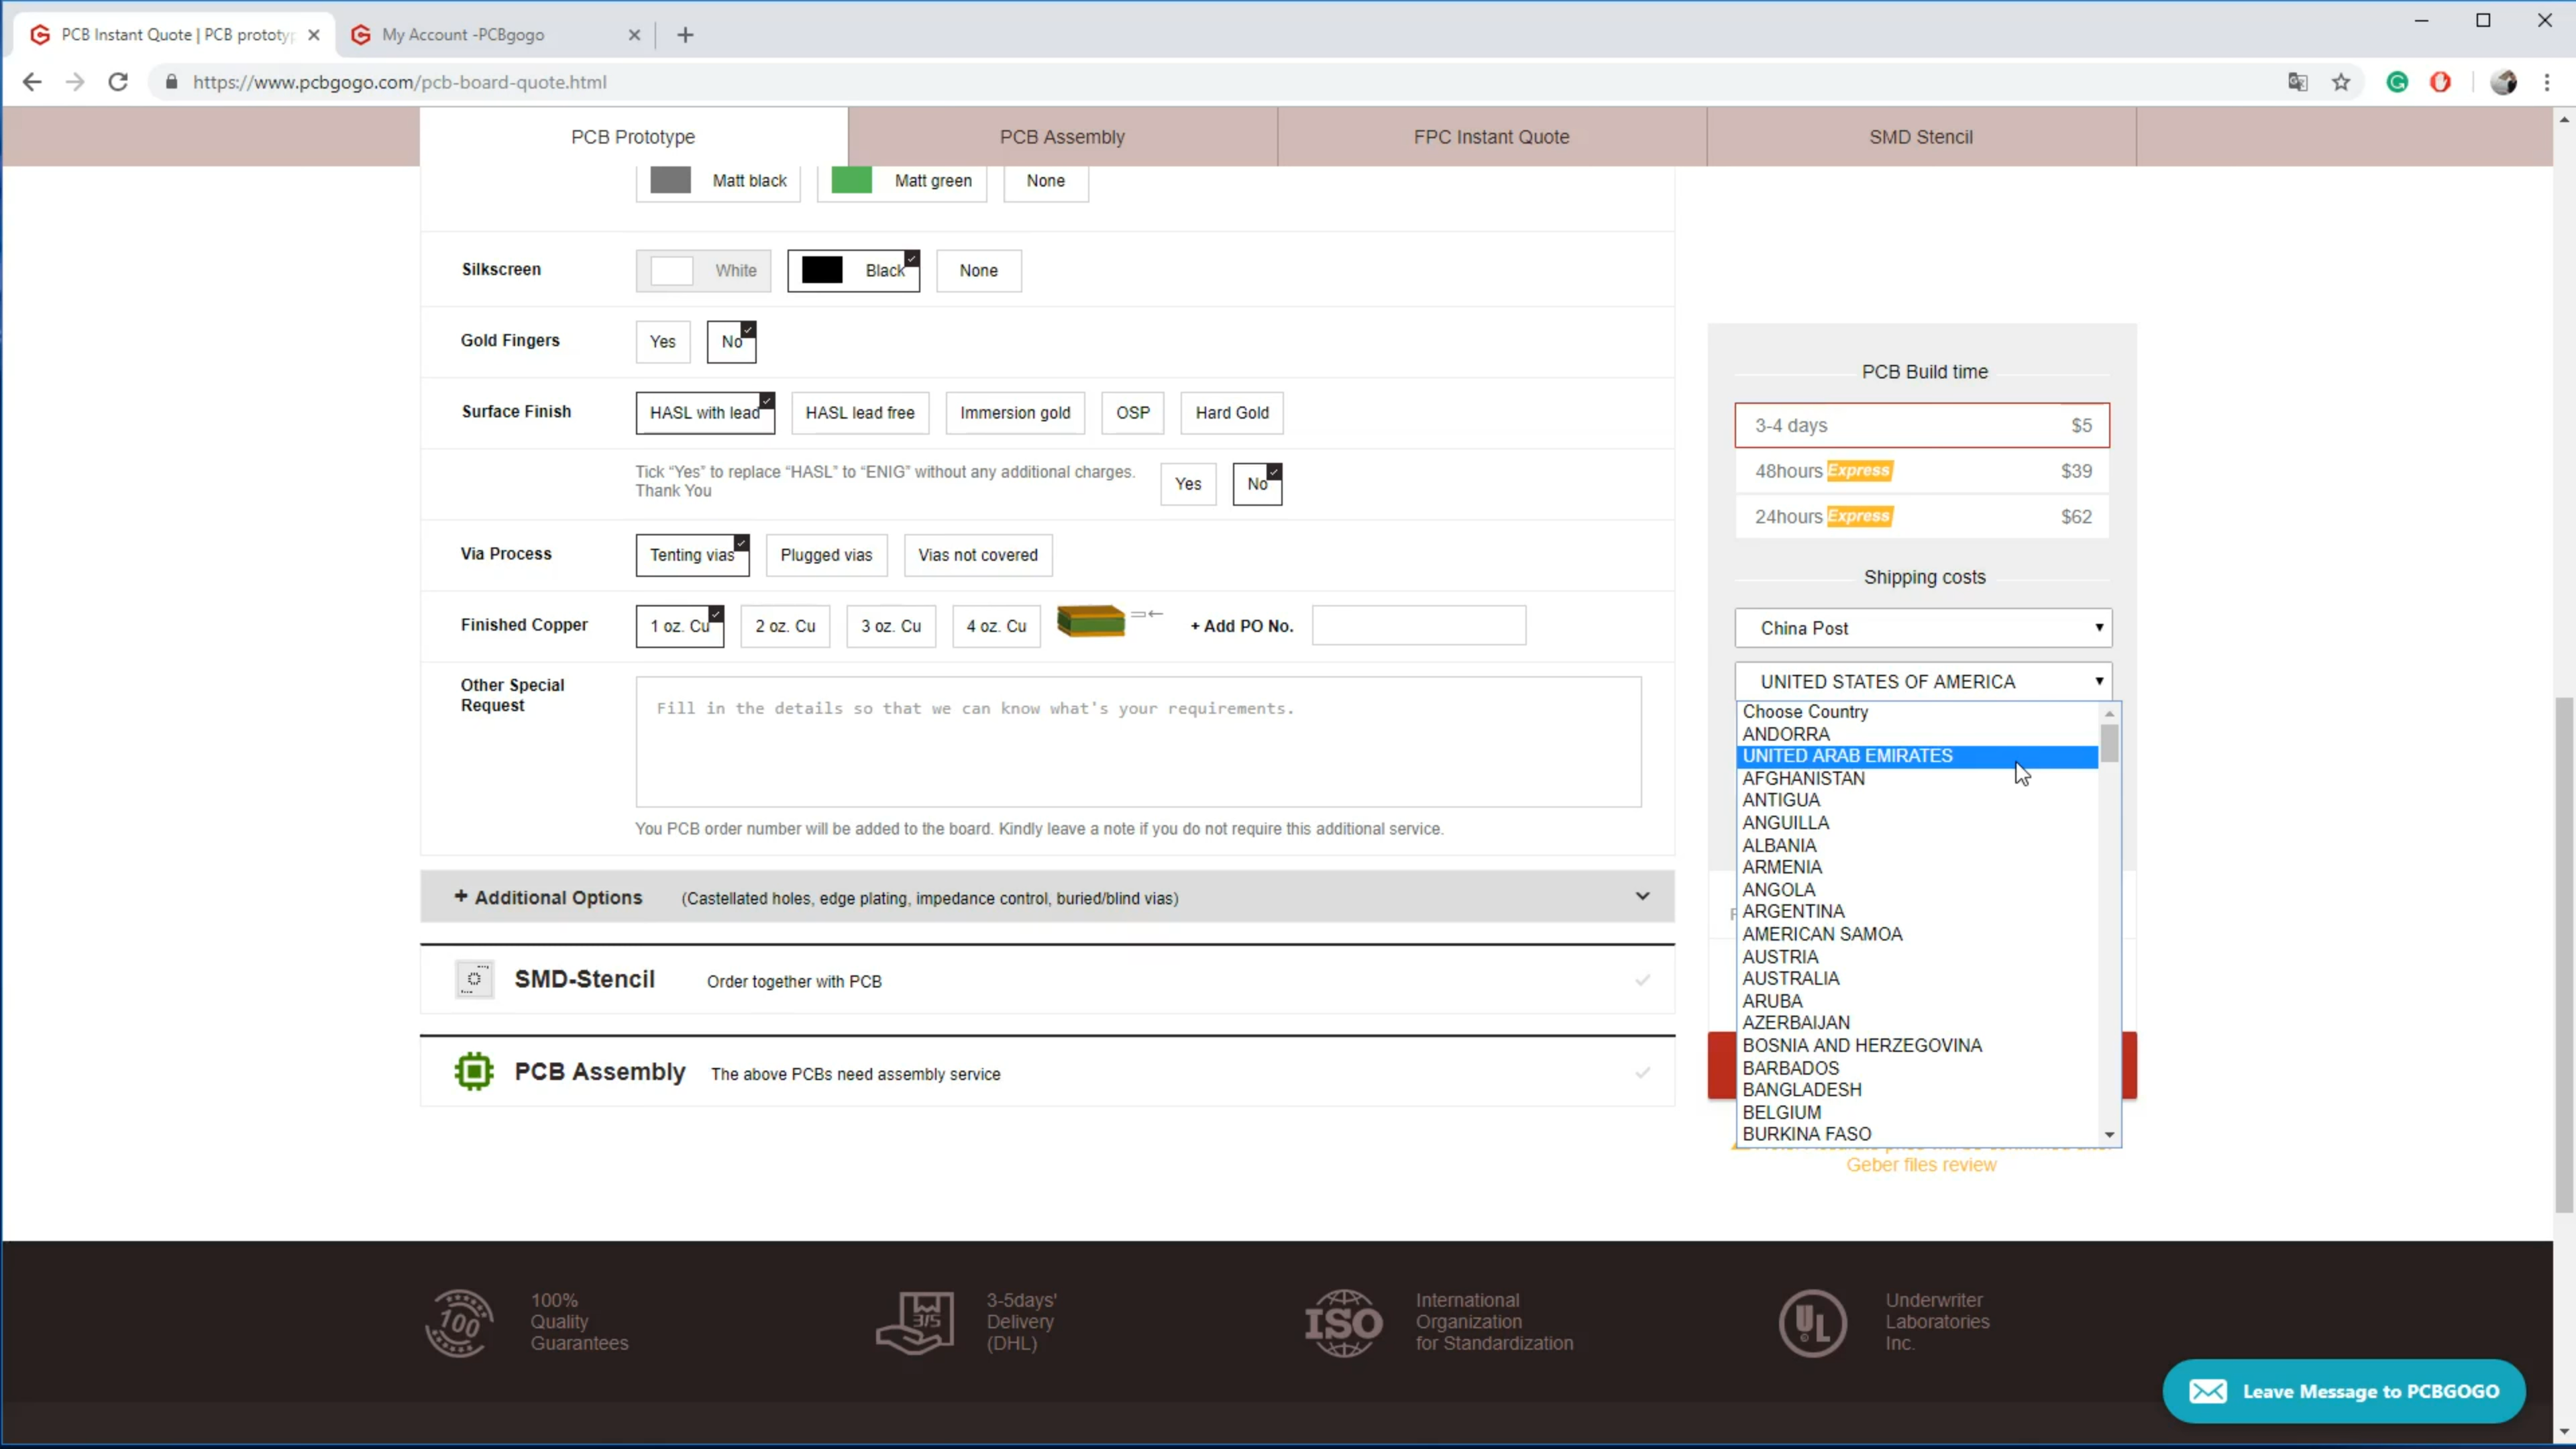 PCB Instant Quote | PCB prototyp
My Account -PCBgogo
https://www.pcbgogo.com/pcb-board-quote.html
PCB Prototype
PCB Assembly
FPC Instant Quote
SMD Stencil
Matt black
Matt green
None
Silkscreen
White
Black
None
Gold Fingers
Yes
No
Surface Finish
HASL with lead
HASL lead free
Immersion gold
OSP
Hard Gold
Tick “Yes” to replace “HASL” to “ENIG” without any additional charges.
Thank You
Yes
No
Via Process
Tenting vias
Plugged vias
Vias not covered
Finished Copper
1 oz. Cu
2 oz. Cu
3 oz. Cu
4 oz. Cu
+ Add PO No.
Other Special
Request
Fill in the details so that we can know what's your requirements.
You PCB order number will be added to the board. Kindly leave a note if you do not require this additional service.
+ Additional Options
(Castellated holes, edge plating, impedance control, buried/blind vias)
SMD-Stencil
Order together with PCB
PCB Assembly
The above PCBs need assembly service
PCB Build time
3-4 days
$5
48hours Express
$39
24hours Express
$62
Shipping costs
China Post
UNITED STATES OF AMERICA
Choose Country
ANDORRA
UNITED ARAB EMIRATES
AFGHANISTAN
ANTIGUA
ANGUILLA
ALBANIA
ARMENIA
ANGOLA
ARGENTINA
AMERICAN SAMOA
AUSTRIA
AUSTRALIA
ARUBA
AZERBAIJAN
BOSNIA AND HERZEGOVINA
BARBADOS
BANGLADESH
BELGIUM
BURKINA FASO
Geber files review
100
100%
Quality
Guarantees
3/5
3-5days'
Delivery
(DHL)
ISO
International
Organization
for Standardization
UL
Underwriter
Laboratories
Inc.
Leave Message to PCBGOGO